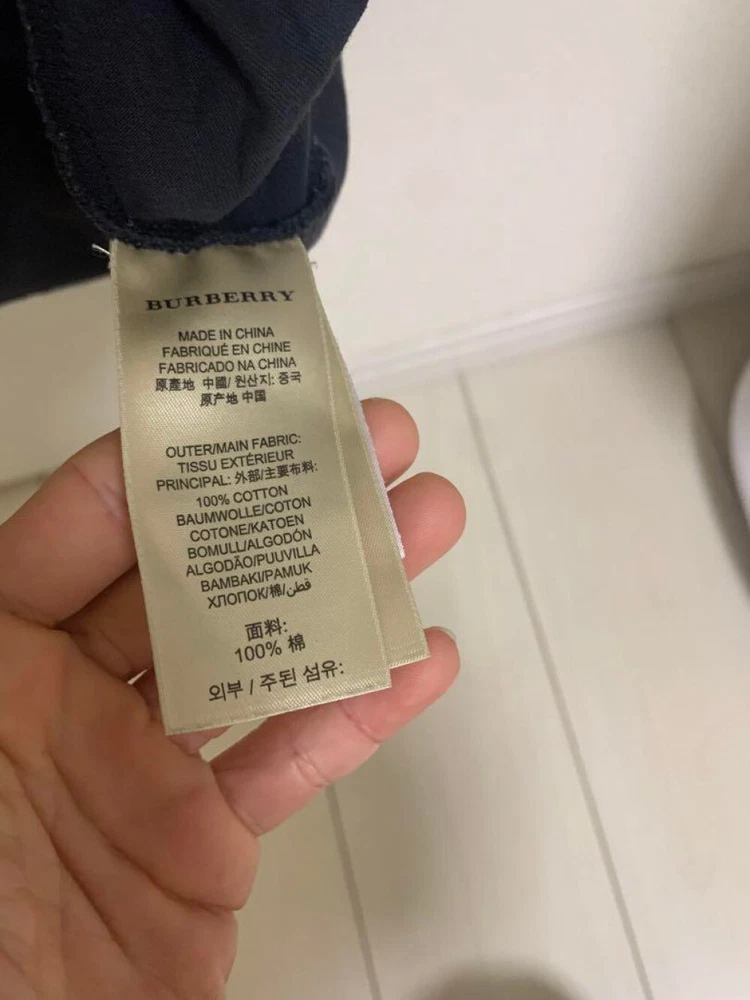 BURBERRY
MADE IN CHINA
FABRIQUÉ EN CHINE
FABRICADO NA CHINA
原產地 中國/ 원산지: 중국
原产地 中国
OUTER/MAIN FABRIC:
TISSU EXTÉRIEUR
PRINCIPAL: 外部/主要布料:
100% COTTON
BAUMWOLLE/COTON
COTONE/KATOEN
BOMULL/ALGODÓN
ALGODÃO/PUUVILLA
BAMBAKI/PAMUK
ХЛОПОК/棉/قطن
面料:
100% 棉
외부 / 주된 섬유: